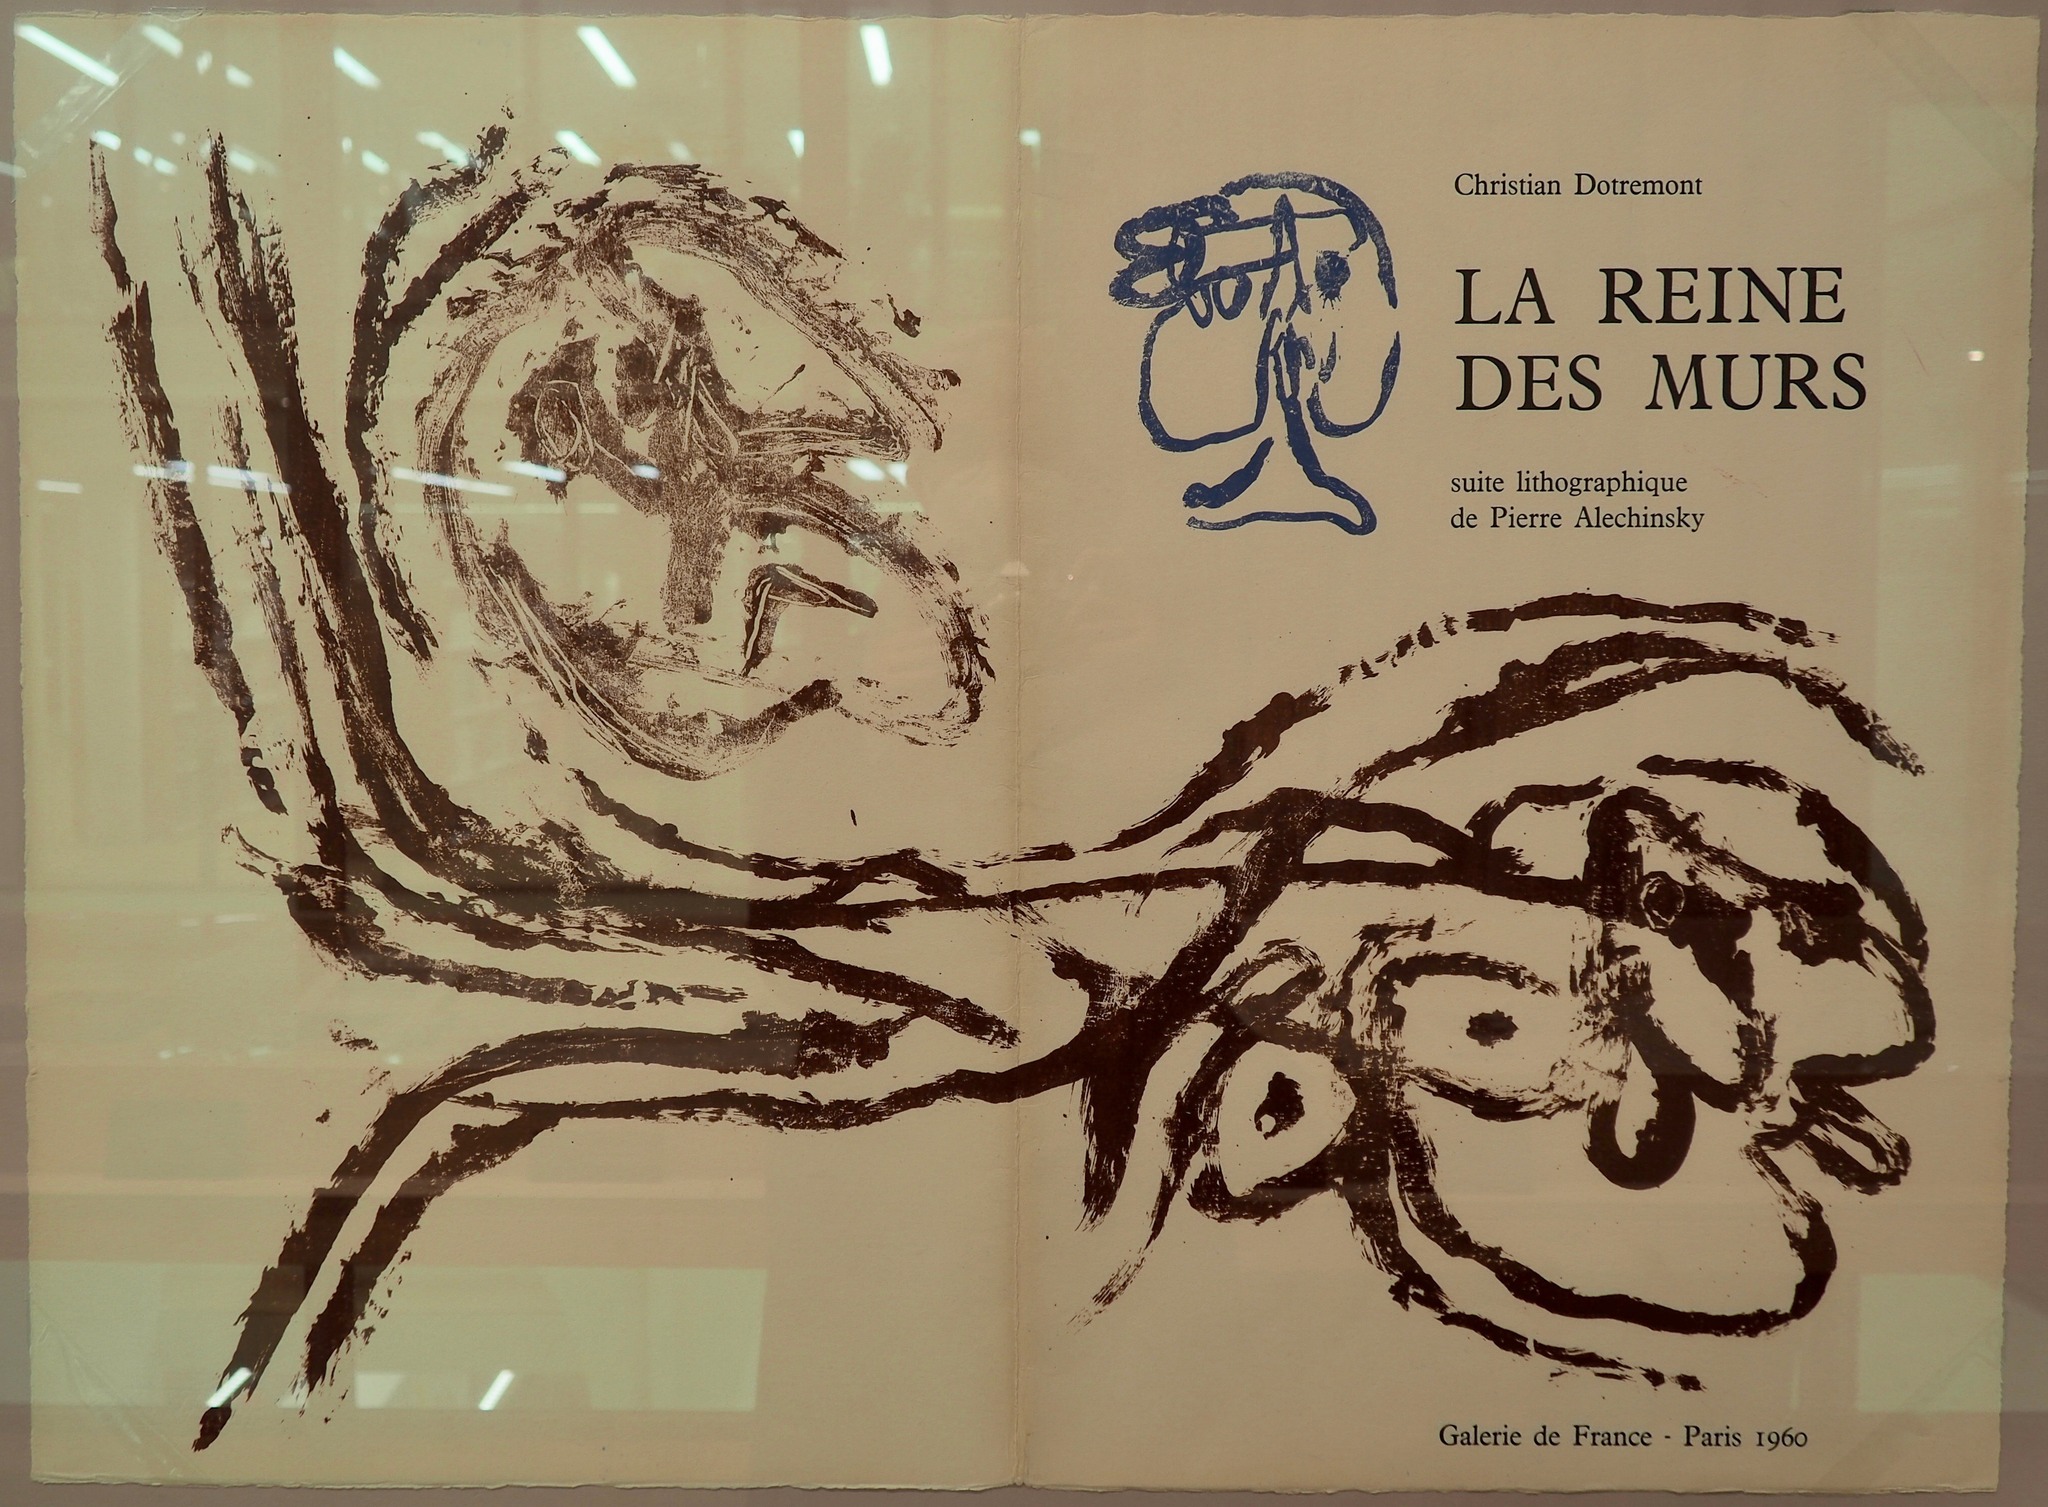 Christian Dotremont
LA REINE
DES MURS
suite lithographique
de Pierre Alechinsky
Galerie de France - Paris 1960